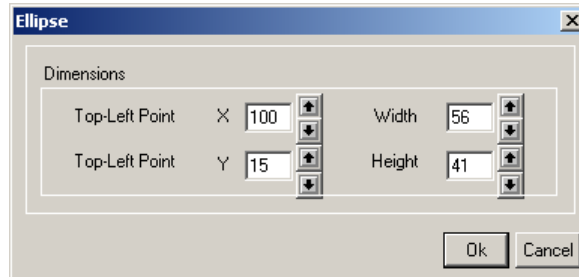 Ellipse
Dimensions
Top-Left Point X 100 Width 56
Top-Left Point Y 15 Height 41
Ok Cancel